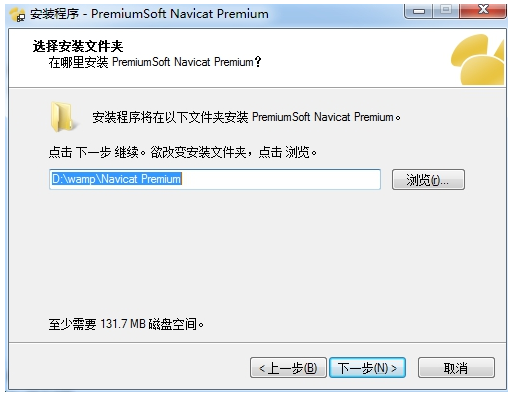 安装程序 - PremiumSoft Navicat Premium
选择安装文件夹
在哪里安装 PremiumSoft Navicat Premium?
安装程序将在以下文件夹安装 PremiumSoft Navicat Premium。
点击 下一步 继续。欲改变安装文件夹，点击 浏览。
D:\wamp\Navicat Premium
浏览(r)...
至少需要 131.7 MB 磁盘空间。
< 上一步(B)
下一步(N) >
取消